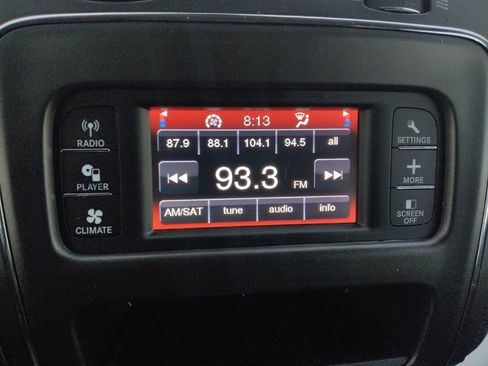 8:13
87.9 88.1 104.1 94.5 all
93.3 FM
AM/SAT tune audio info
RADIO
PLAYER
CLIMATE
SETTINGS
MORE
SCREEN
OFF